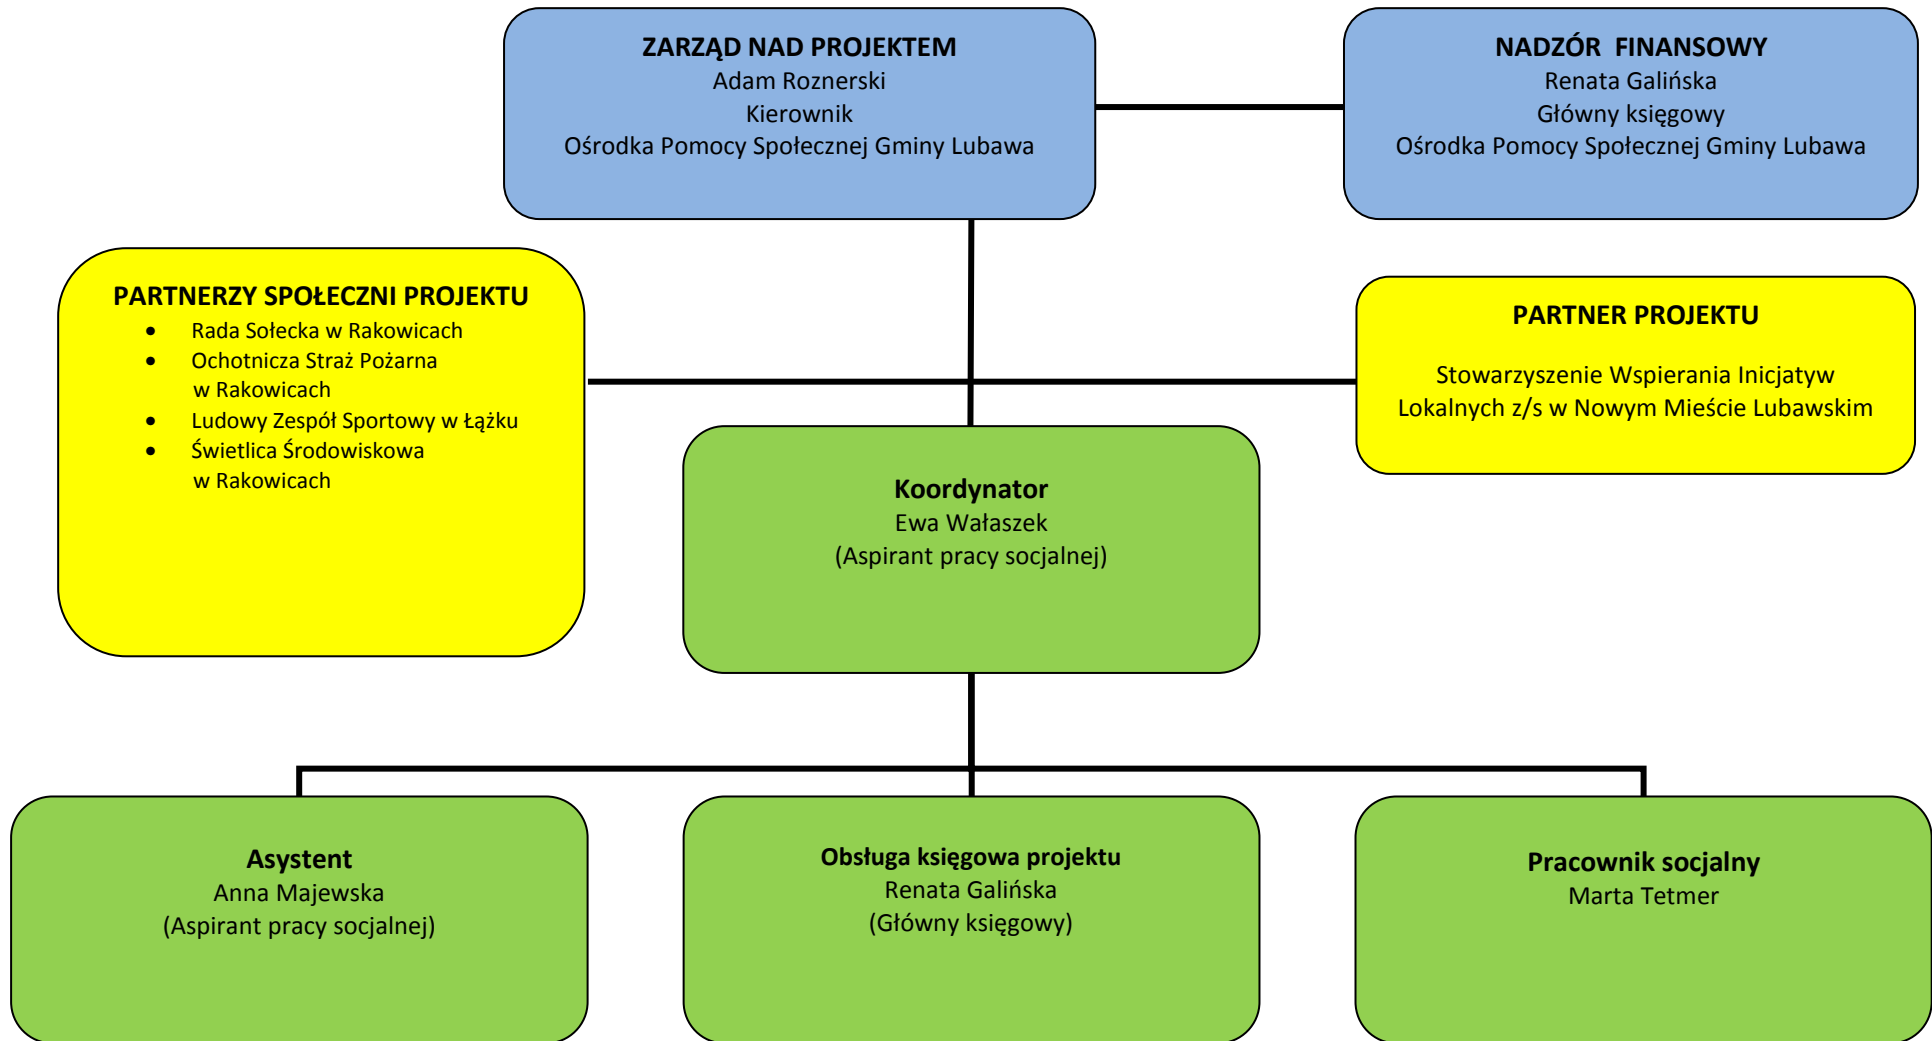 ZARZĄD NAD PROJEKTEM
Adam Roznerski
Kierownik
Ośrodka Pomocy Społecznej Gminy Lubawa
NADZÓR  FINANSOWY
Renata Galińska
Główny księgowy
Ośrodka Pomocy Społecznej Gminy Lubawa
PARTNERZY SPOŁECZNI PROJEKTU
• Rada Sołecka w Rakowicach
• Ochotnicza Straż Pożarna
w Rakowicach
• Ludowy Zespół Sportowy w Łążku
• Świetlica Środowiskowa
w Rakowicach
PARTNER PROJEKTU
Stowarzyszenie Wspierania Inicjatyw
Lokalnych z/s w Nowym Mieście Lubawskim
Koordynator
Ewa Wałaszek
(Aspirant pracy socjalnej)
Asystent
Anna Majewska
(Aspirant pracy socjalnej)
Obsługa księgowa projektu
Renata Galińska
(Główny księgowy)
Pracownik socjalny
Marta Tetmer